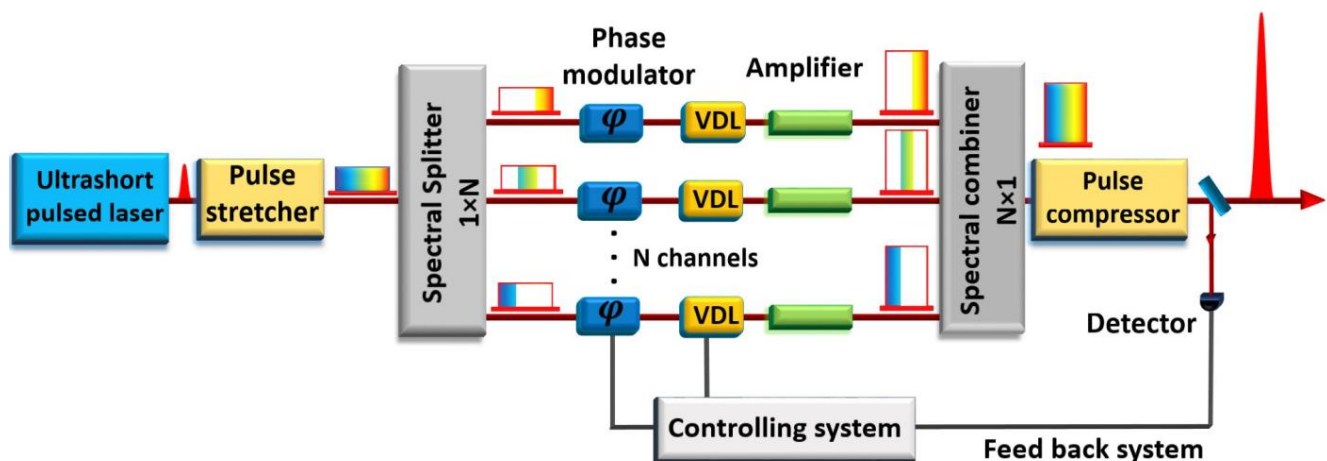 Phase
modulator
Amplifier
Ultrashort
pulsed laser
Pulse
stretcher
Spectral Splitter
1×N
φ
VDL
φ
VDL
N channels
φ
VDL
Spectral combiner
N×1
Pulse
compressor
Detector
Controlling system
Feed back system